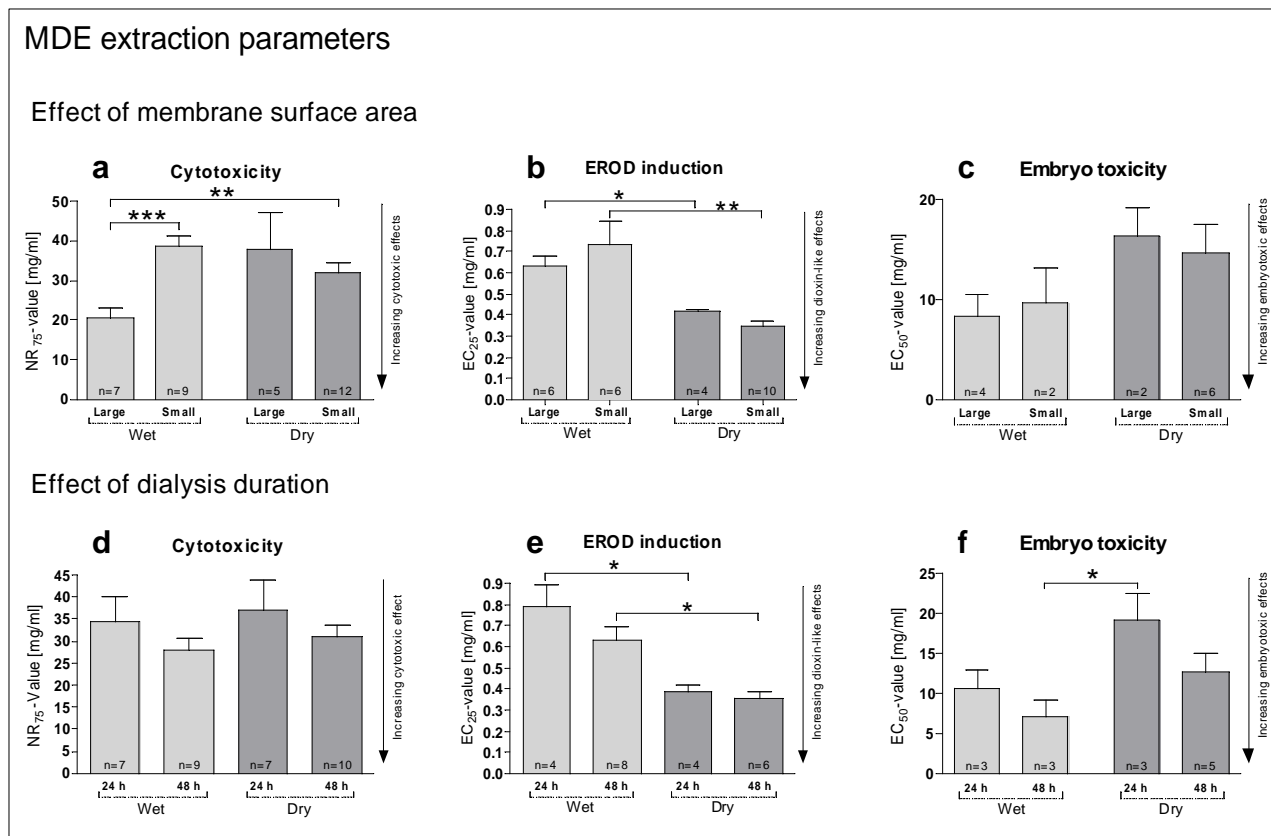 MDE extraction parameters
Effect of membrane surface area
a
Cytotoxicity
NR75-value [mg/ml]
50
40
30
20
10
0
***
**
n=7
n=9
n=5
n=12
Large
Small
Large
Small
Wet
Dry
Increasing cytotoxic effects
b
EROD induction
EC25-value [mg/ml]
0.9
0.8
0.7
0.6
0.5
0.4
0.3
0.2
0.1
0.0
*
**
n=6
n=6
n=4
n=10
Large
Small
Large
Small
Wet
Dry
Increasing dioxin-like effects
c
Embryo toxicity
EC50-value [mg/ml]
20
10
0
n=4
n=2
n=2
n=6
Large
Small
Large
Small
Wet
Dry
Increasing embryotoxic effects
Effect of dialysis duration
d
Cytotoxicity
NR75-Value [mg/ml]
45
40
35
30
25
20
15
10
5
0
n=7
n=9
n=7
n=10
24 h
48 h
24 h
48 h
Wet
Dry
Increasing cytotoxic effect
e
EROD induction
EC25-value [mg/ml]
0.9
0.8
0.7
0.6
0.5
0.4
0.3
0.2
0.1
0.0
*
*
n=4
n=8
n=4
n=6
24 h
48 h
24 h
48 h
Wet
Dry
Increasing dioxin-like effects
f
Embryo toxicity
EC50-value [mg/ml]
25
20
15
10
5
0
*
n=3
n=3
n=3
n=5
24 h
48 h
24 h
48 h
Wet
Dry
Increasing embryotoxic effects